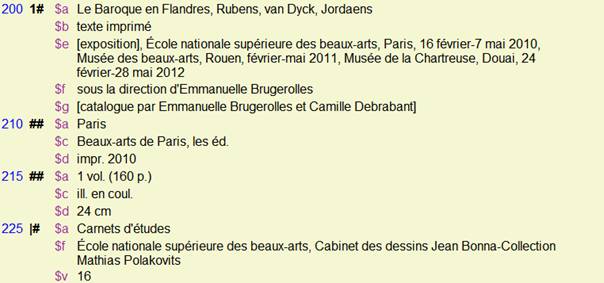 200 1# $a Le Baroque en Flandres, Rubens, van Dyck, Jordaens
$b texte imprimé
$e [exposition], École nationale supérieure des beaux-arts, Paris, 16 février-7 mai 2010,
Musée des beaux-arts, Rouen, février-mai 2011, Musée de la Chartreuse, Douai, 24
février-28 mai 2012
$f sous la direction d'Emmanuelle Brugerolles
$g [catalogue par Emmanuelle Brugerolles et Camille Debrabant]
210 ## $a Paris
$c Beaux-arts de Paris, les éd.
$d impr. 2010
215 ## $a 1 vol. (160 p.)
$c ill. en coul.
$d 24 cm
225 |# $a Carnets d'études
$f École nationale supérieure des beaux-arts, Cabinet des dessins Jean Bonna-Collection
Mathias Polakovits
$v 16